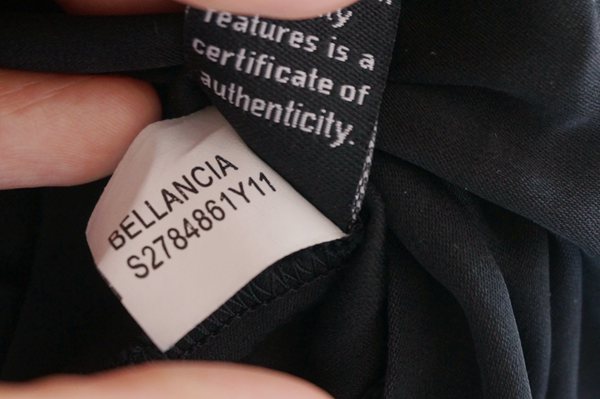 features is a
certificate of
authenticity.
BELLANCIA
S2784861Y11